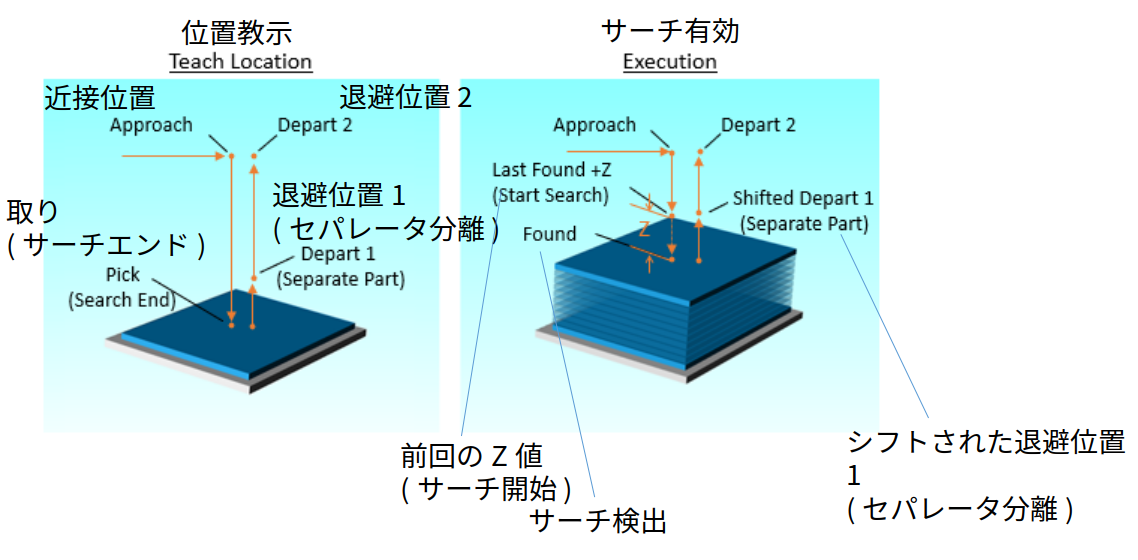 位置教示
Teach Location
近接位置
退避位置 2
Approach
Depart 2
退避位置 1
( セパレータ分離 )
取り
( サーチエンド )
Depart 1
(Separate Part)
Pick
(Search End)
サーチ有効
Execution
Approach
Depart 2
Last Found +Z
(Start Search)
Shifted Depart 1
(Separate Part)
Z
Found
前回の Z 値
( サーチ開始 )
サーチ検出
シフトされた退避位置
1
( セパレータ分離 )